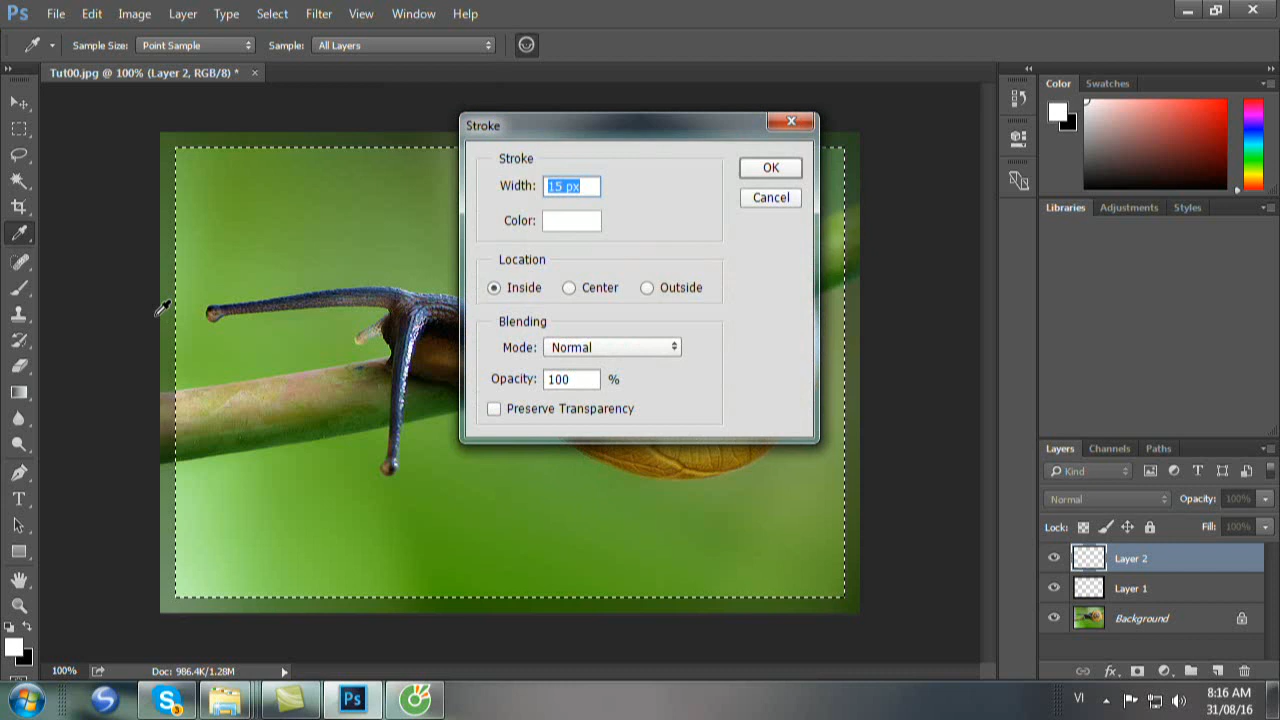 Ps File Edit Image Layer Type Select Filter View Window Help
Sample Size: Point Sample Sample: All Layers
Tut00.jpg @ 100% (Layer 2, RGB/8) * ×
Color Swatches
Stroke
Stroke
Width: 15 px
OK
Color:
Cancel
Libraries Adjustments Styles
Location
Inside Center Outside
Blending
Mode: Normal
Opacity: 100 %
Preserve Transparency
Layers Channels Paths
Kind
Normal Opacity: 100%
Lock: Fill: 100%
Layer 2
Layer 1
Background
100% Doc: 986.4K/1.28M
S 3 Ps VI 8:16 AM
31/08/16